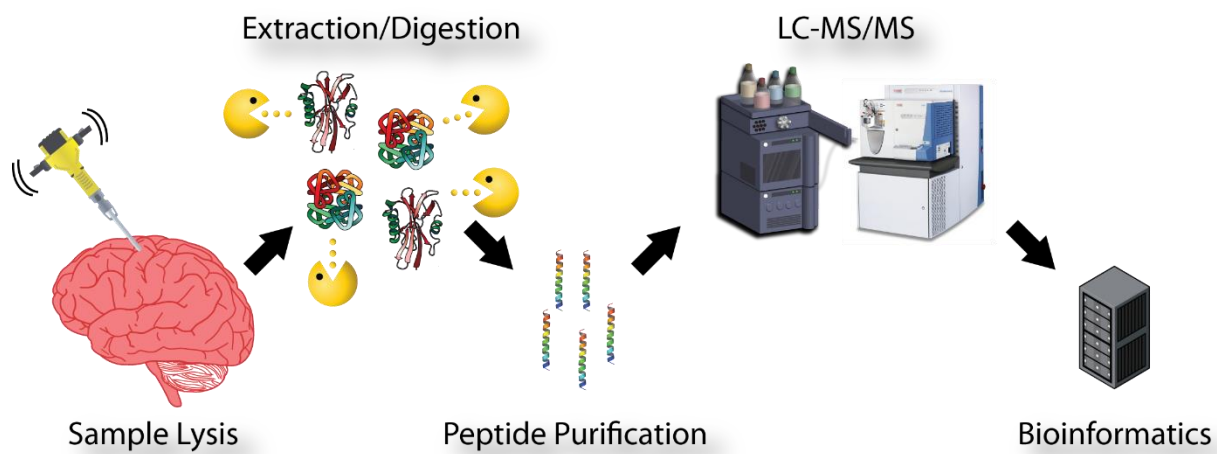 Extraction/Digestion
LC-MS/MS
Sample Lysis
Peptide Purification
Bioinformatics